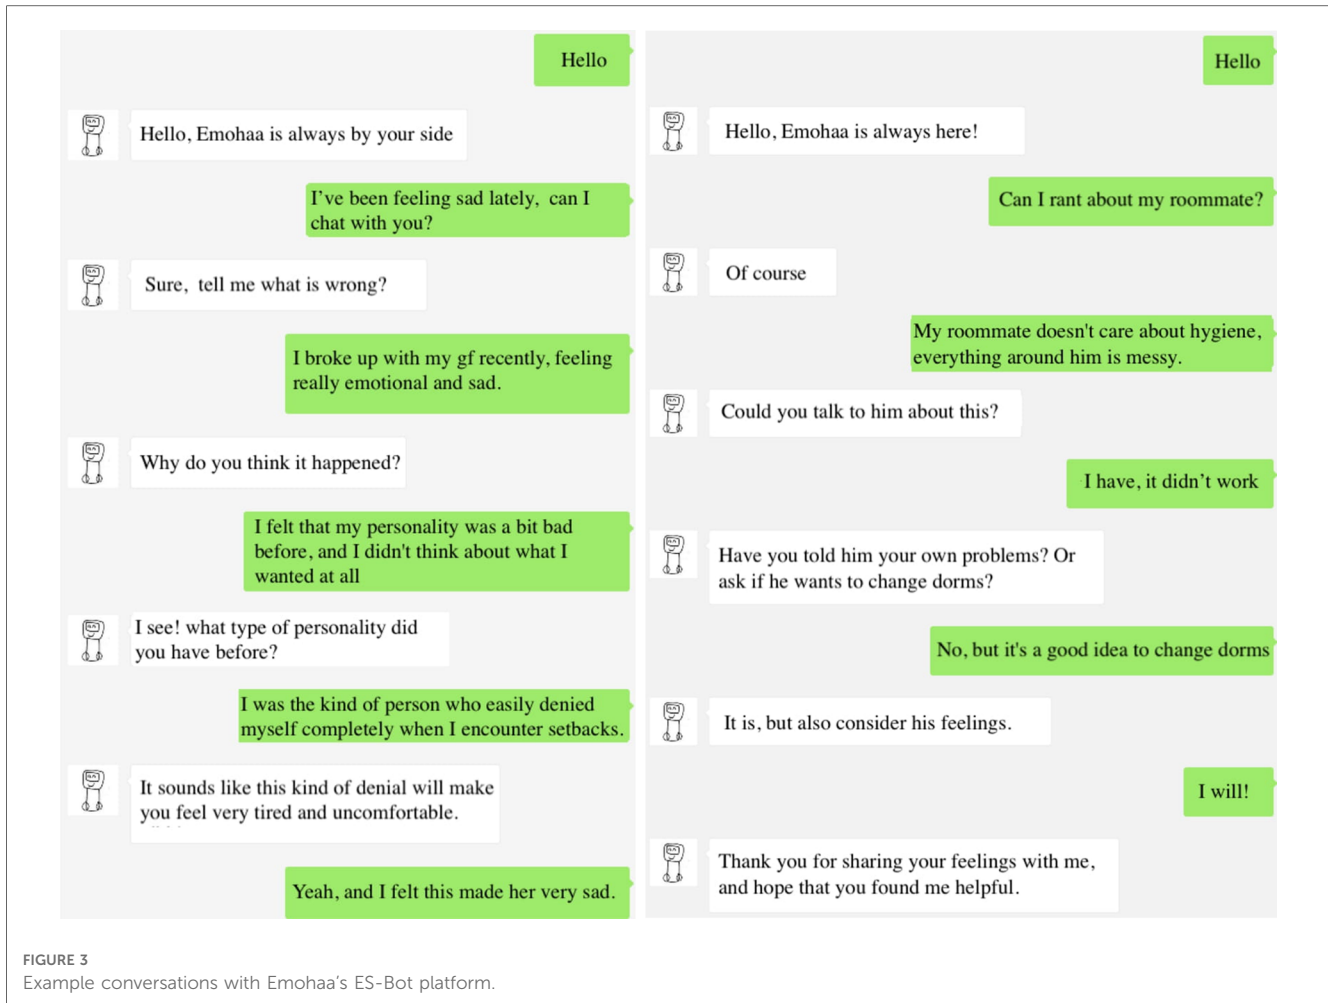 Hello
Hello, Emohaa is always by your side
I've been feeling sad lately, can I
chat with you?
Sure, tell me what is wrong?
I broke up with my gf recently, feeling
really emotional and sad.
Why do you think it happened?
I felt that my personality was a bit bad
before, and I didn't think about what I
wanted at all
I see! what type of personality did
you have before?
I was the kind of person who easily denied
myself completely when I encounter setbacks.
It sounds like this kind of denial will make
you feel very tired and uncomfortable.
Yeah, and I felt this made her very sad.
Hello
Hello, Emohaa is always here!
Can I rant about my roommate?
Of course
My roommate doesn't care about hygiene,
everything around him is messy.
Could you talk to him about this?
I have, it didn't work
Have you told him your own problems? Or
ask if he wants to change dorms?
No, but it's a good idea to change dorms
It is, but also consider his feelings.
I will!
Thank you for sharing your feelings with me,
and hope that you found me helpful.
FIGURE 3
Example conversations with Emohaa's ES-Bot platform.